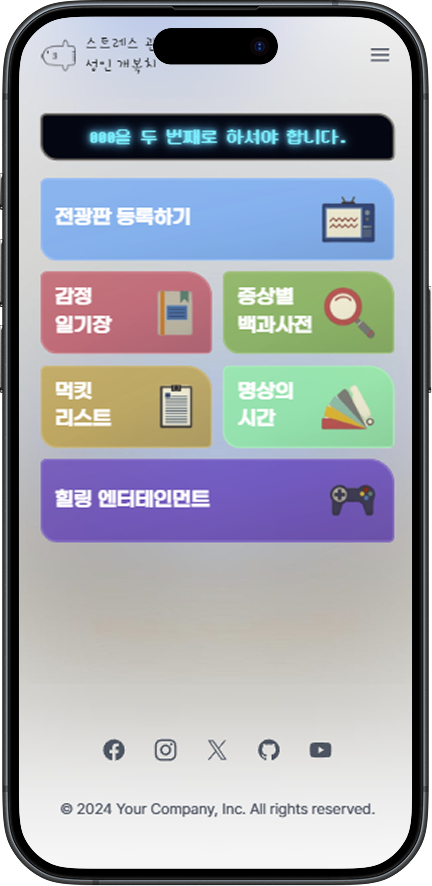 스트레스
성인 개복치
000을 두 번째로 하셔야 합니다.
전광판 등록하기
감정
일기장
증상별
백과사전
먹킷
리스트
명상의
시간
힐링 엔터테인먼트
© 2024 Your Company, Inc. All rights reserved.